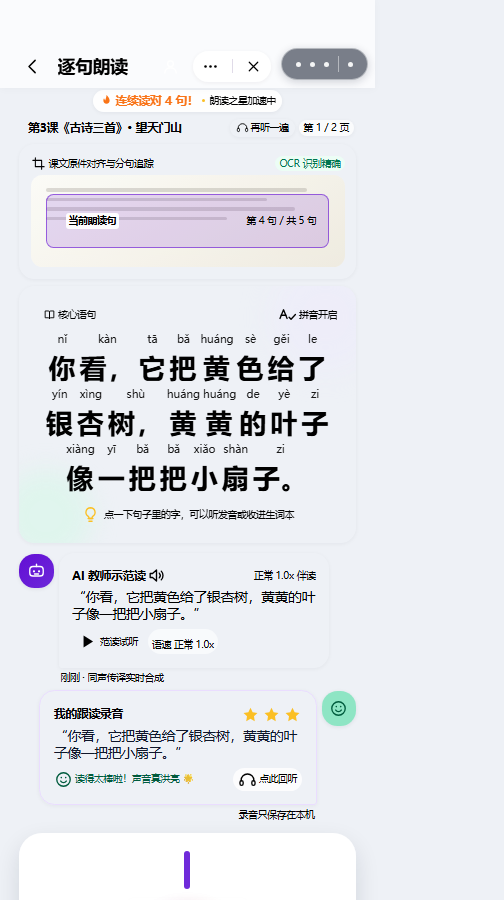 逐句朗读
连续读对 4 句! · 朗读之星加速中
第3课《古诗三首》· 望天门山
再听一遍
第 1 / 2 页
课文原件对齐与分句追踪
OCR 识别精确
当前朗读句
第 4 句 / 共 5 句
核心语句
拼音开启
nǐ kàn tā bǎ huáng sè gěi le
你看，它把黄色给了
yín xìng shù huáng huáng de yè zi
银杏树，黄黄的叶子
xiàng yī bǎ bǎ xiǎo shàn zi
像一把把小扇子。
点一下句子里的字，可以听发音或收进生词本
AI 教师示范读
正常 1.0x 伴读
“你看，它把黄色给了银杏树，黄黄的叶
子像一把把小扇子。”
范读试听
语速 正常 1.0x
刚刚 · 同声传译实时合成
我的跟读录音
“你看，它把黄色给了银杏树，黄黄的叶
子像一把把小扇子。”
读得太棒啦！声音真洪亮 🌟
点此回听
录音只保存在本机